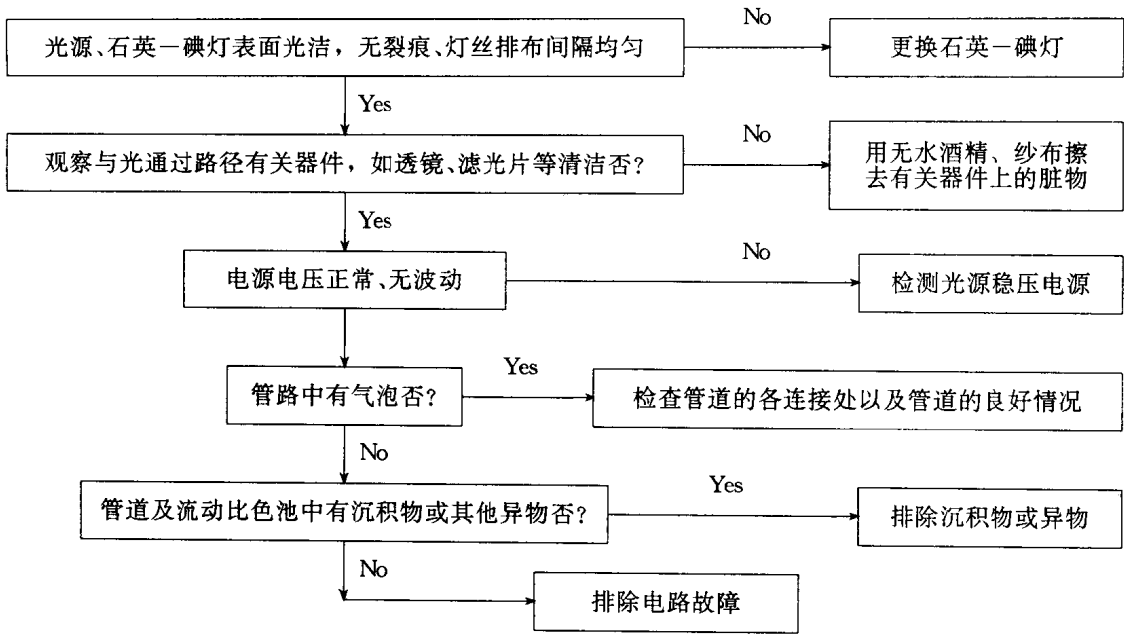 No
光源、石英－碘灯表面光洁，无裂痕、灯丝排布间隔均匀
更换石英－碘灯
Yes
No
观察与光通过路径有关器件，如透镜、滤光片等清洁否？
用无水酒精、纱布擦
去有关器件上的脏物
Yes
No
电源电压正常、无波动
检测光源稳压电源
Yes
管路中有气泡否？
检查管道的各连接处以及管道的良好情况
No
Yes
管道及流动比色池中有沉积物或其他异物否？
排除沉积物或异物
No
排除电路故障